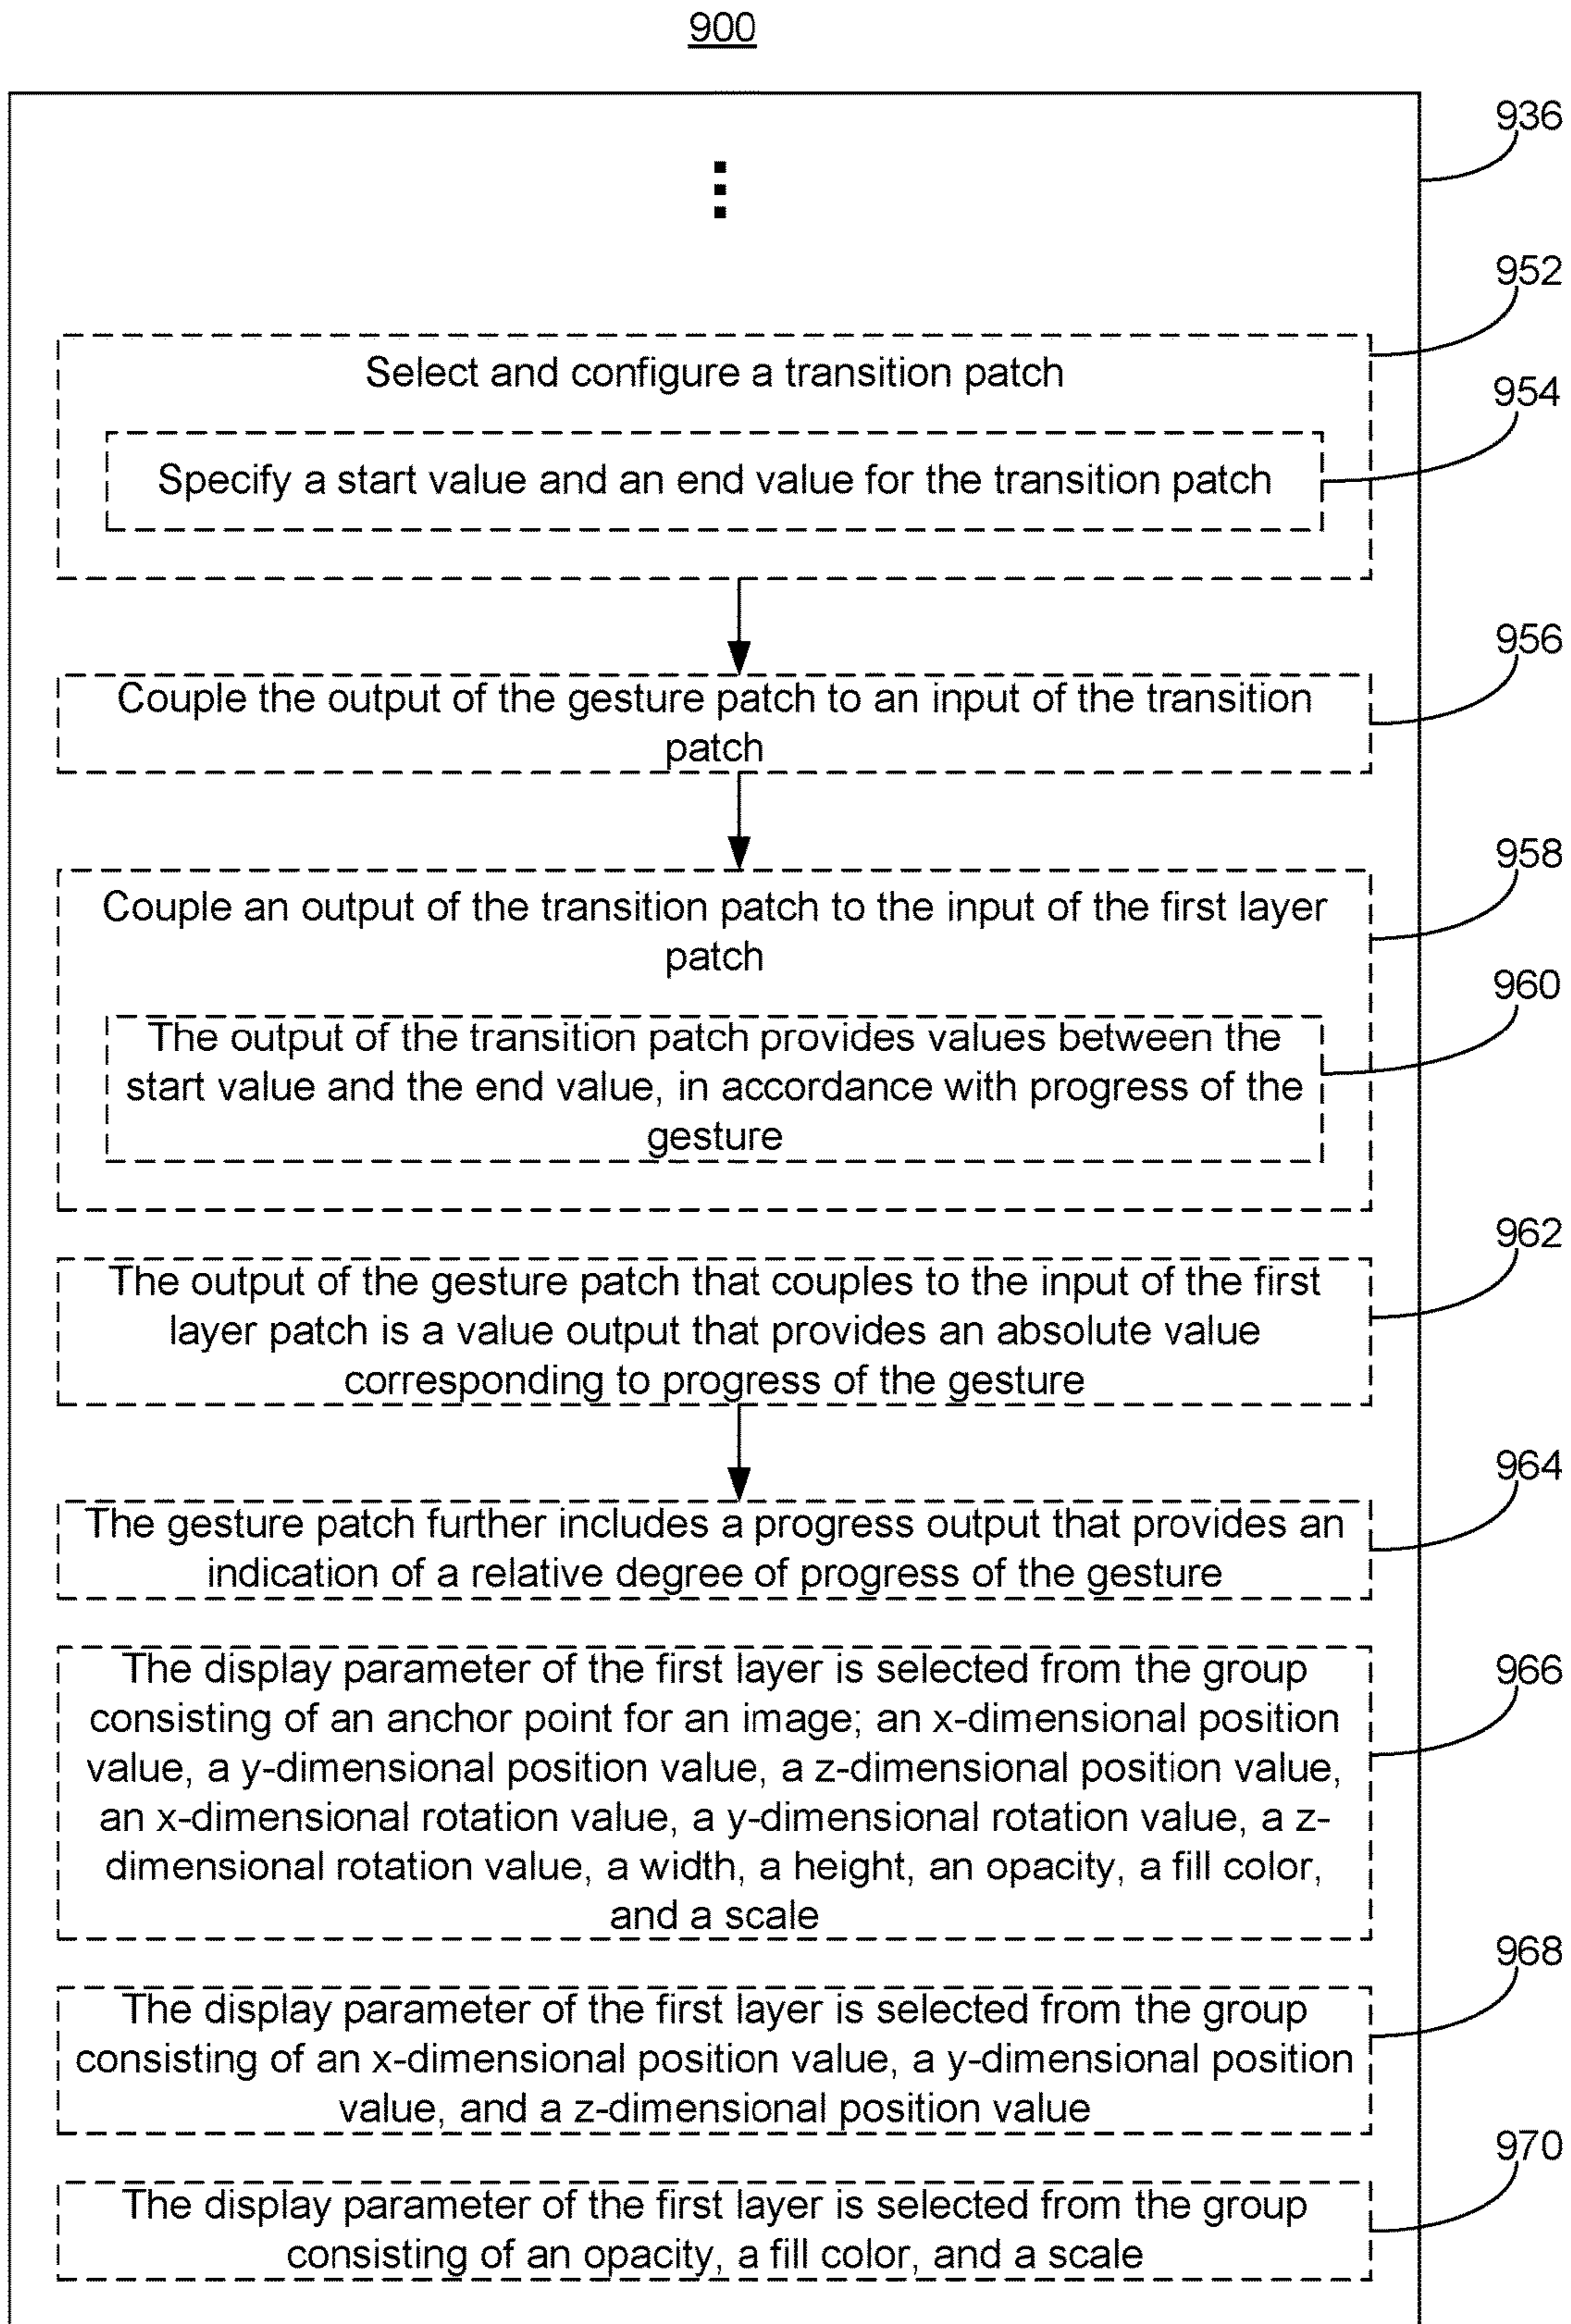 900
936
952
Select and configure a transition patch
954
Specify a start value and an end value for the transition patch
956
Couple the output of the gesture patch to an input of the transition
patch
958
Couple an output of the transition patch to the input of the first layer
patch
960
The output of the transition patch provides values between the
start value and the end value, in accordance with progress of the
gesture
962
The output of the gesture patch that couples to the input of the first
layer patch is a value output that provides an absolute value
corresponding to progress of the gesture
964
The gesture patch further includes a progress output that provides an
indication of a relative degree of progress of the gesture
966
The display parameter of the first layer is selected from the group
consisting of an anchor point for an image; an x-dimensional position
value, a y-dimensional position value, a z-dimensional position value,
an x-dimensional rotation value, a y-dimensional rotation value, a z-
dimensional rotation value, a width, a height, an opacity, a fill color,
and a scale
968
The display parameter of the first layer is selected from the group
consisting of an x-dimensional position value, a y-dimensional position
value, and a z-dimensional position value
970
The display parameter of the first layer is selected from the group
consisting of an opacity, a fill color, and a scale